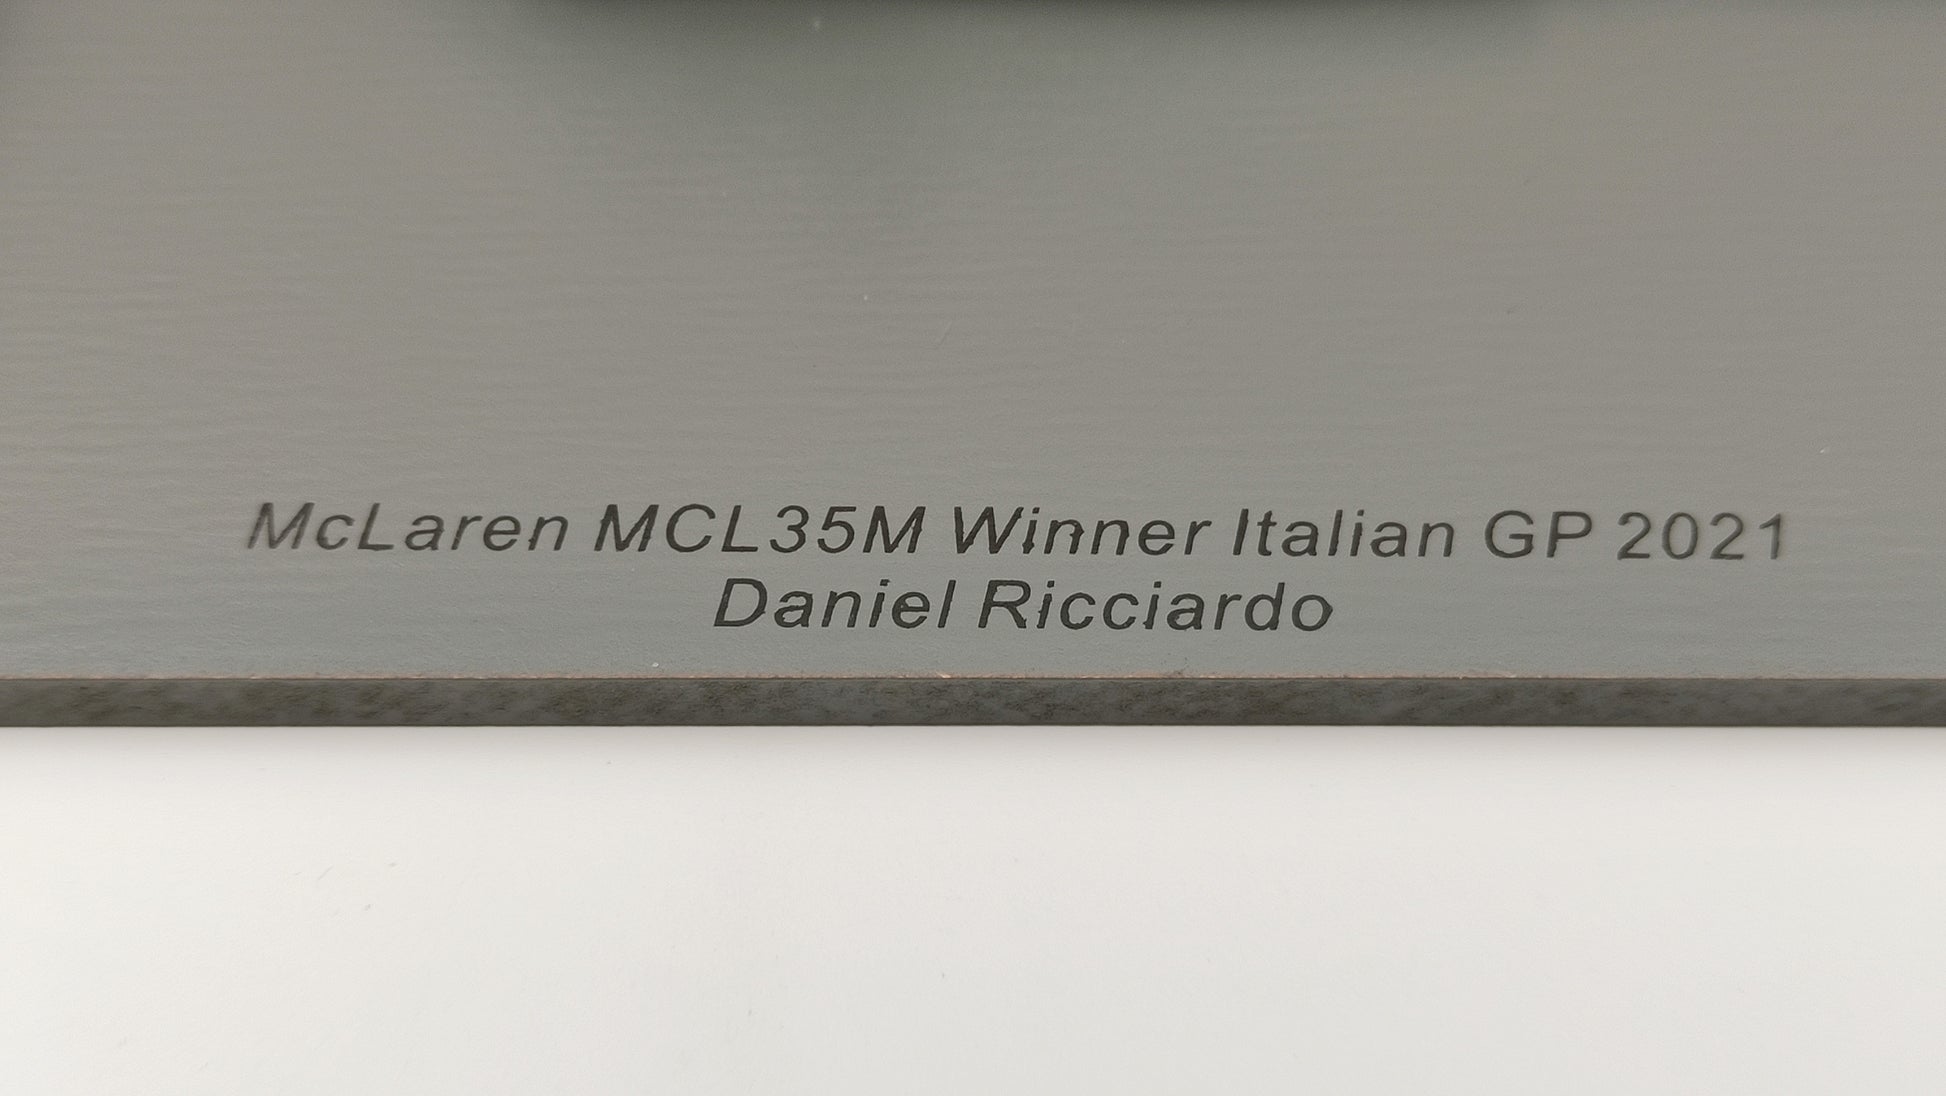 McLaren MCL35M Winner Italian GP 2021
Daniel Ricciardo